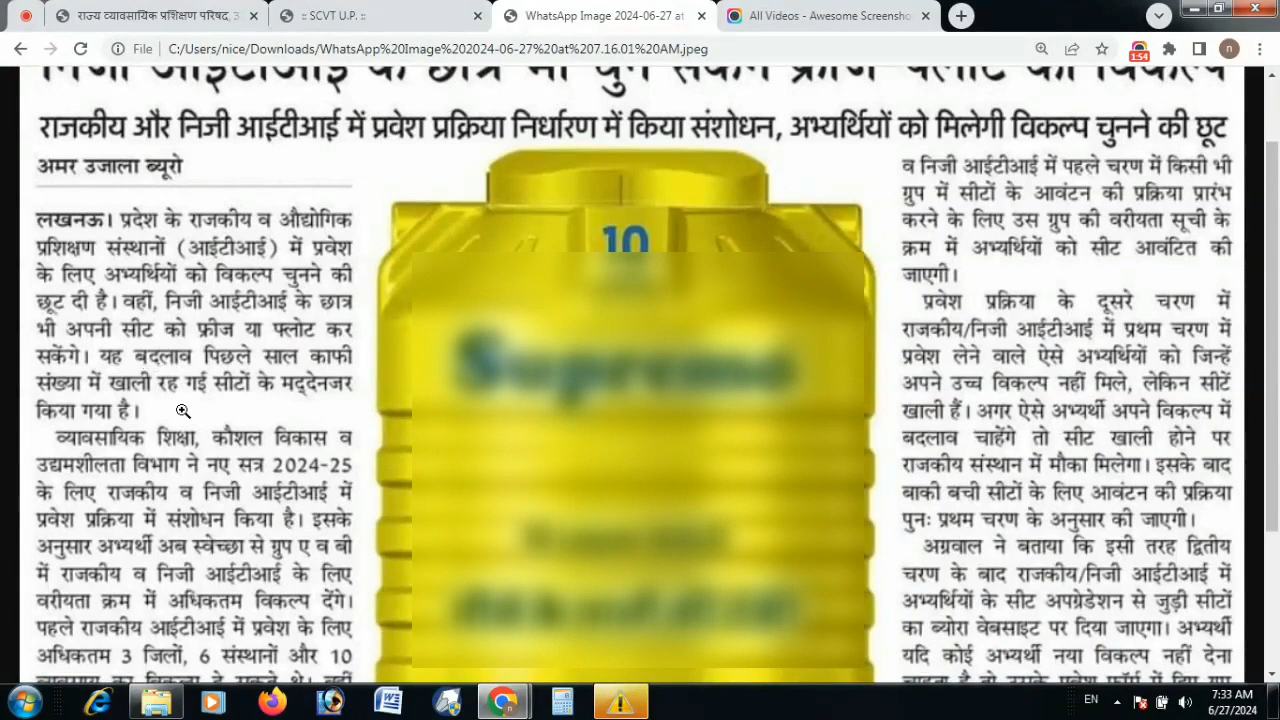 राज्य व्यावसायिक प्रशिक्षण परिषद, उ
:: SCVT U.P. ::
WhatsApp Image 2024-06-27 at
All Videos - Awesome Screensho
File
C:/Users/nice/Downloads/WhatsApp%20Image%202024-06-27%20at%207.16.01%20AM.jpeg
1:54
n
निजी आईटीआई के छात्र भी चुन सकेंगे फ्रीज फ्लोट का विकल्प
राजकीय और निजी आईटीआई में प्रवेश प्रक्रिया निर्धारण में किया संशोधन, अभ्यर्थियों को मिलेगी विकल्प चुनने की छूट
अमर उजाला ब्यूरो
लखनऊ। प्रदेश के राजकीय व औद्योगिक
प्रशिक्षण संस्थानों (आईटीआई) में प्रवेश
के लिए अभ्यर्थियों को विकल्प चुनने की
छूट दी है। वहीं, निजी आईटीआई के छात्र
भी अपनी सीट को फ्रीज या फ्लोट कर
सकेंगे। यह बदलाव पिछले साल काफी
संख्या में खाली रह गई सीटों के मद्देनजर
किया गया है।
व्यावसायिक शिक्षा, कौशल विकास व
उद्यमशीलता विभाग ने नए सत्र 2024-25
के लिए राजकीय व निजी आईटीआई में
प्रवेश प्रक्रिया में संशोधन किया है। इसके
अनुसार अभ्यर्थी अब स्वेच्छा से ग्रुप ए व बी
में राजकीय व निजी आईटीआई के लिए
वरीयता क्रम में अधिकतम विकल्प देंगे।
पहले राजकीय आईटीआई में प्रवेश के लिए
अधिकतम 3 जिलों, 6 संस्थानों और 10
10
व निजी आईटीआई में पहले चरण में किसी भी
ग्रुप में सीटों के आवंटन की प्रक्रिया प्रारंभ
करने के लिए उस ग्रुप की वरीयता सूची के
क्रम में अभ्यर्थियों को सीट आवंटित की
जाएगी।
प्रवेश प्रक्रिया के दूसरे चरण में
राजकीय/निजी आईटीआई में प्रथम चरण में
प्रवेश लेने वाले ऐसे अभ्यर्थियों को जिन्हें
अपने उच्च विकल्प नहीं मिले, लेकिन सीटें
खाली हैं। अगर ऐसे अभ्यर्थी अपने विकल्प में
बदलाव चाहेंगे तो सीट खाली होने पर
राजकीय संस्थान में मौका मिलेगा। इसके बाद
बाकी बची सीटों के लिए आवंटन की प्रक्रिया
पुनः प्रथम चरण के अनुसार की जाएगी।
अग्रवाल ने बताया कि इसी तरह द्वितीय
चरण के बाद राजकीय/निजी आईटीआई में
अभ्यर्थियों के सीट अपग्रेडेशन से जुड़ी सीटों
का ब्योरा वेबसाइट पर दिया जाएगा। अभ्यर्थी
यदि कोई अभ्यर्थी नया विकल्प नहीं देना
EN
7:33 AM
6/27/2024